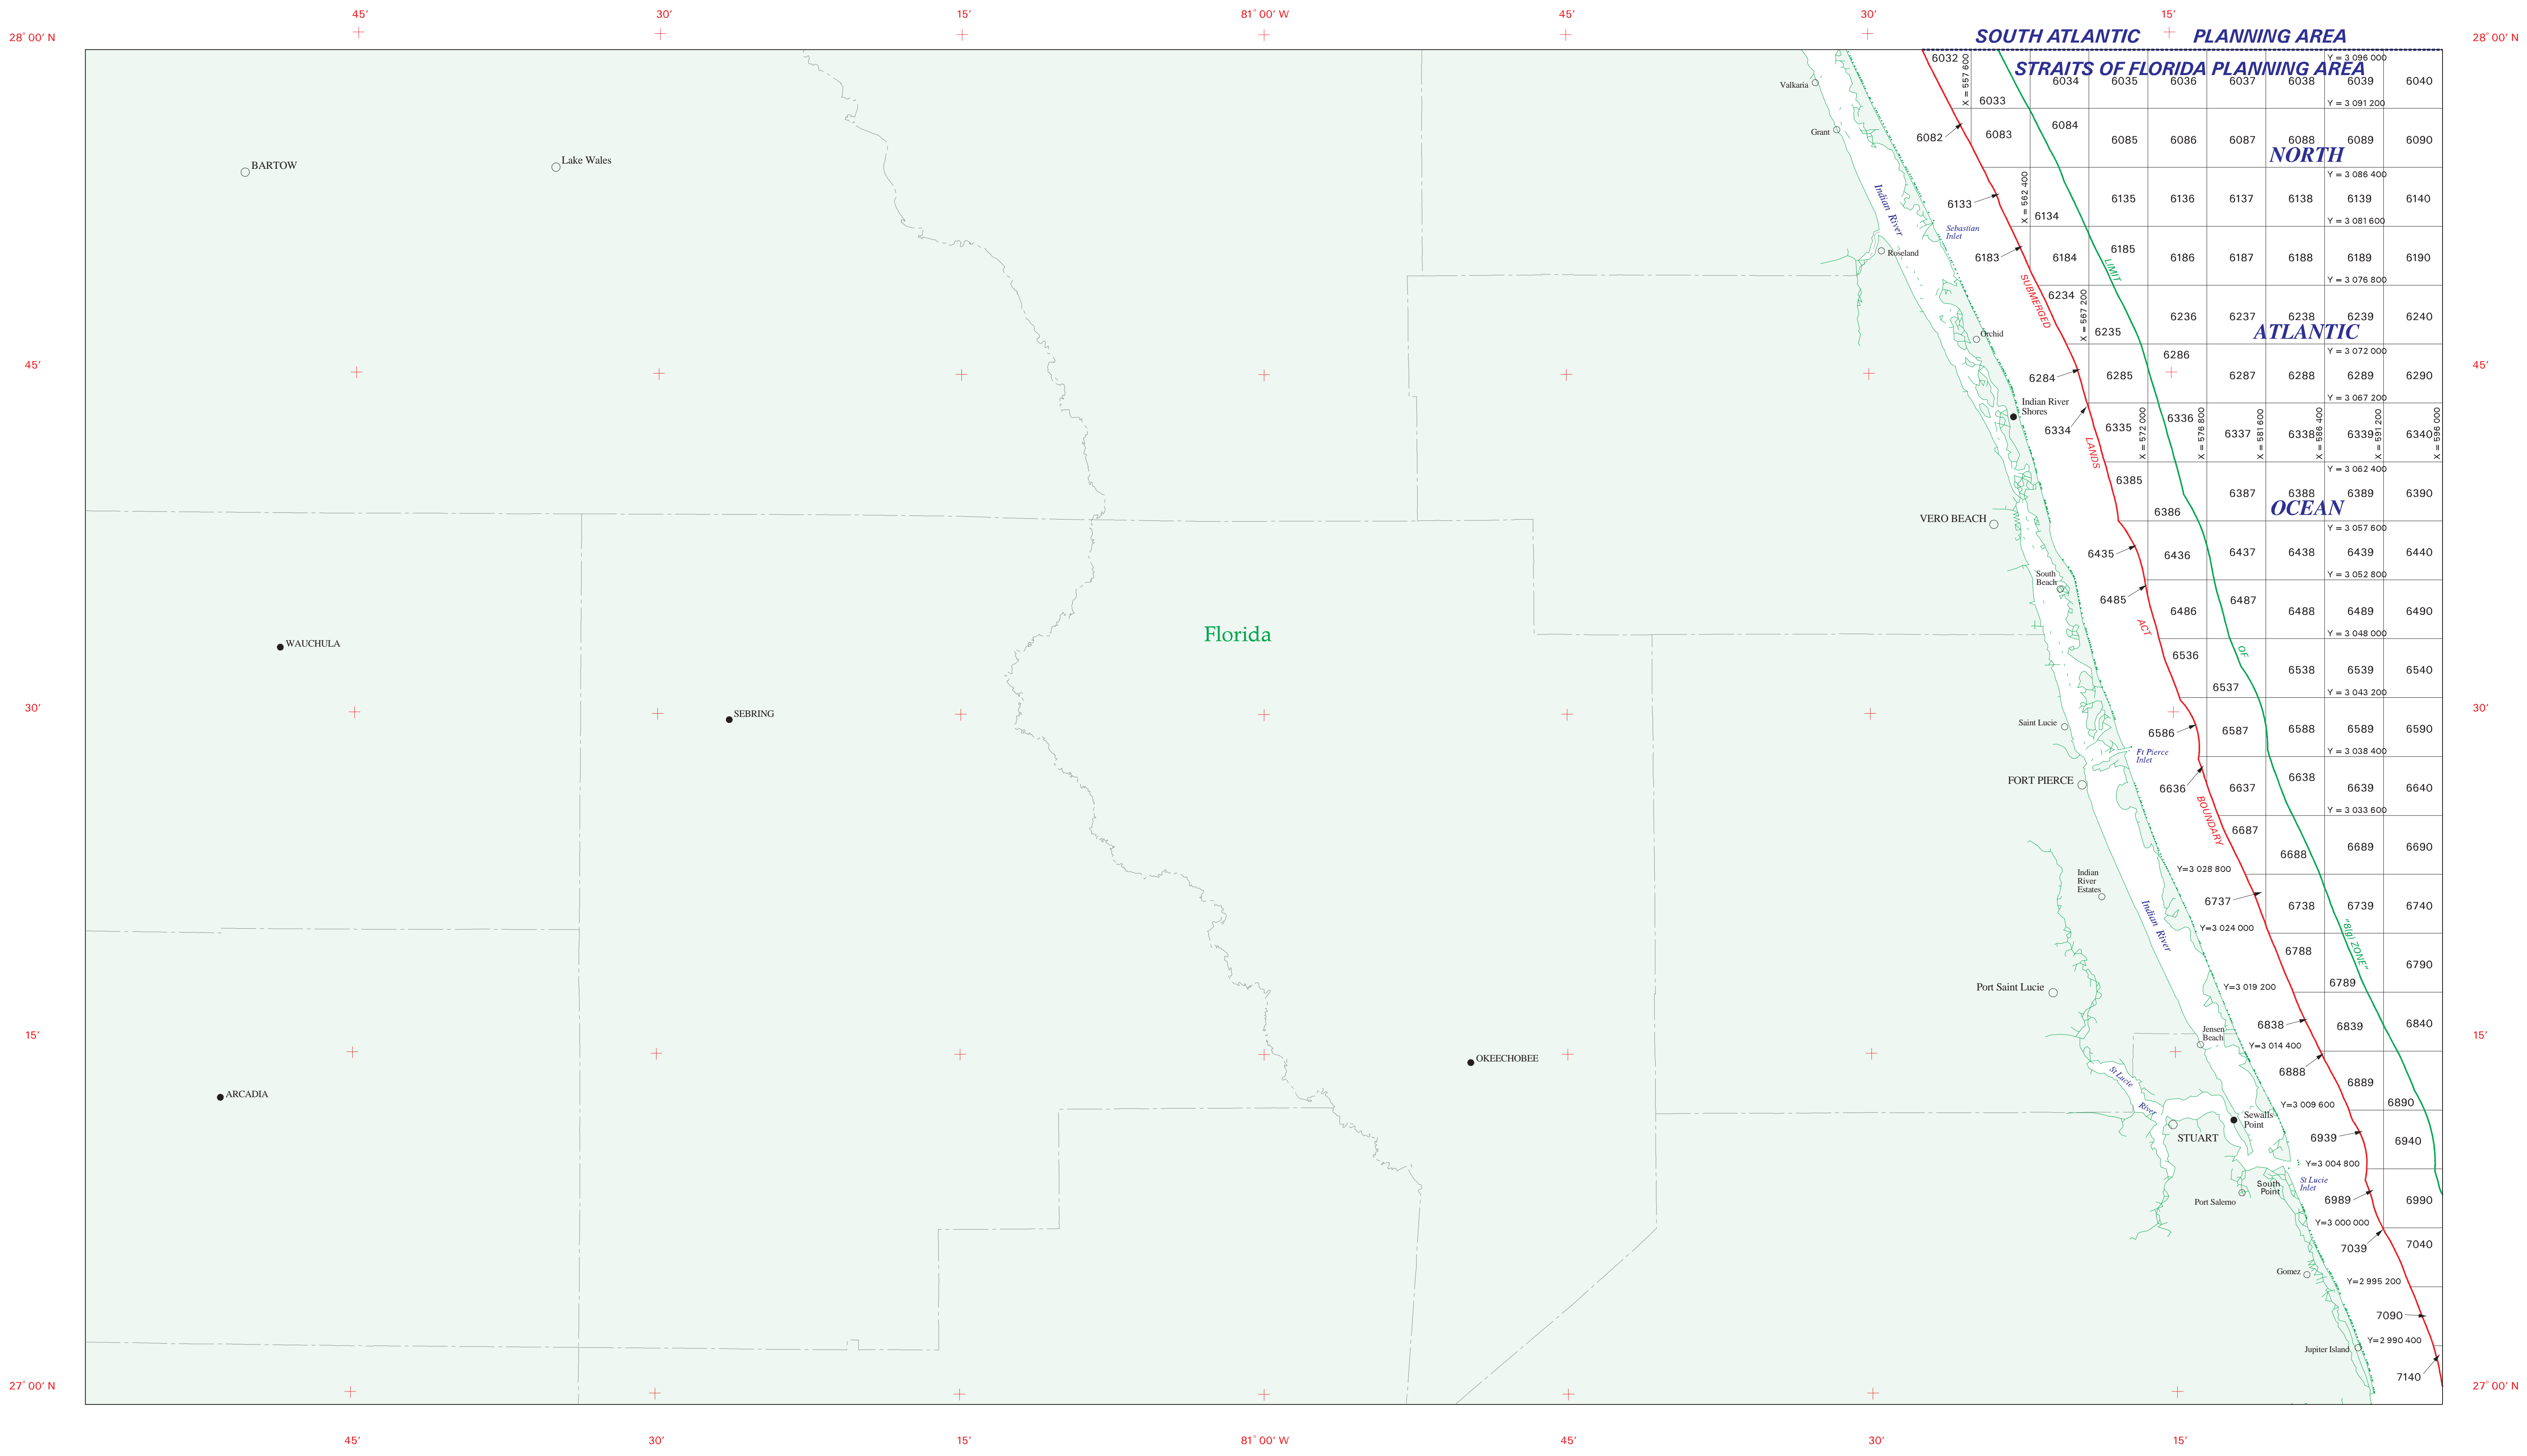 45′ 30′ 15′ 81° 00′ W 45′ 30′ 15′
28° 00′ N
28° 00′ N
SOUTH ATLANTIC PLANNING AREA
STRAITS OF FLORIDA PLANNING AREA
Y = 3 096 000
6032
X = 557 600
6033 6034 6035 6036 6037 6038 6039 6040
Y = 3 091 200
Valkaria
Grant
6082 6083 6084 6085 6086 6087 6088 6089 6090
NORTH
BARTOW
Lake Wales
Y = 3 086 400
X = 562 400
Indian River
6133 6134 6135 6136 6137 6138 6139 6140
Y = 3 081 600
Sebastian
Inlet
Roseland
6183 6184 6185 6186 6187 6188 6189 6190
LIMIT
Y = 3 076 800
SUBMERGED
6234
X = 567 200
6235 6236 6237 6238 6239 6240
ATLANTIC
Orchid
Y = 3 072 000
45′
45′
6284 6285 6286 6287 6288 6289 6290
Y = 3 067 200
Indian River
Shores
6334 6335
X = 572 000
6336
X = 576 800
6337
X = 581 600
6338
X = 586 400
6339
X = 591 200
6340
X = 596 000
LANDS
Y = 3 062 400
6385 6386 6387 6388 6389 6390
OCEAN
VERO BEACH
Y = 3 057 600
6435 6436 6437 6438 6439 6440
Y = 3 052 800
South
Beach
6485 6486 6487 6488 6489 6490
ACT
Florida
WAUCHULA
Y = 3 048 000
OF
6536 6537 6538 6539 6540
Y = 3 043 200
30′
30′
SEBRING
Saint Lucie
6586 6587 6588 6589 6590
Y = 3 038 400
Ft Pierce
Inlet
FORT PIERCE
6636 6637 6638 6639 6640
Y = 3 033 600
BOUNDARY
6687 6688 6689 6690
Y=3 028 800
Indian
River
Estates
6737 6738 6739 6740
Indian River
Y=3 024 000
"8(g) ZONE"
6788 6789 6790
Port Saint Lucie
Y=3 019 200
15′
15′
6838 6839 6840
Jensen
Beach
Y=3 014 400
OKEECHOBEE
6888 6889 6890
St Lucie
River
ARCADIA
Y=3 009 600
Sewalls
Point
STUART
6939 6940
Y=3 004 800
South
Point
St Lucie
Inlet
Port Salerno
6989 6990
Y=3 000 000
7039 7040
Gomez
Y=2 995 200
7090
Y=2 990 400
Jupiter Island
7140
27° 00′ N
27° 00′ N
45′ 30′ 15′ 81° 00′ W 45′ 30′ 15′